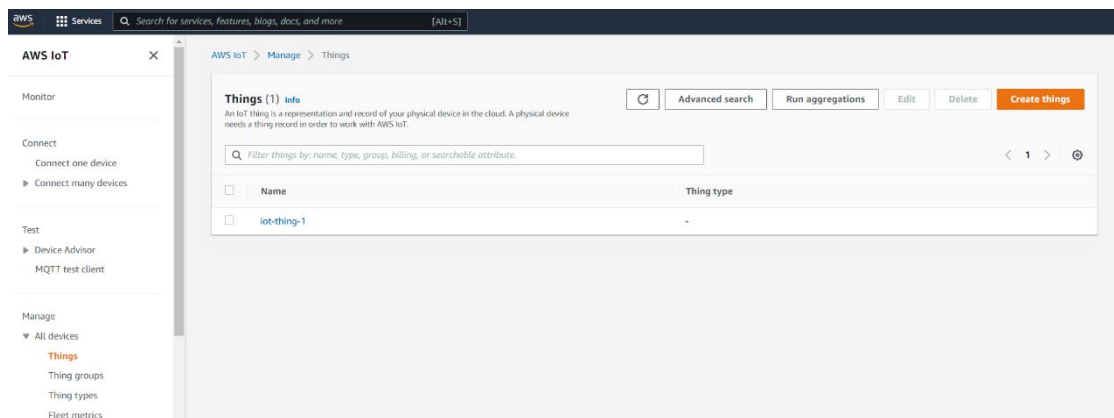 aws
Services
Search for services, features, blogs, docs, and more
[Alt+S]
AWS IoT
Monitor
Connect
Connect one device
Connect many devices
Test
Device Advisor
MQTT test client
Manage
All devices
Things
Thing groups
Thing types
Fleet metrics
AWS IoT > Manage > Things
Things (1) Info
An IoT thing is a representation and record of your physical device in the cloud. A physical device
needs a thing record in order to work with AWS IoT.
Advanced search
Run aggregations
Edit
Delete
Create things
Filter things by: name, type, group, billing, or searchable attribute.
< 1 >
Name Thing type
iot-thing-1 -